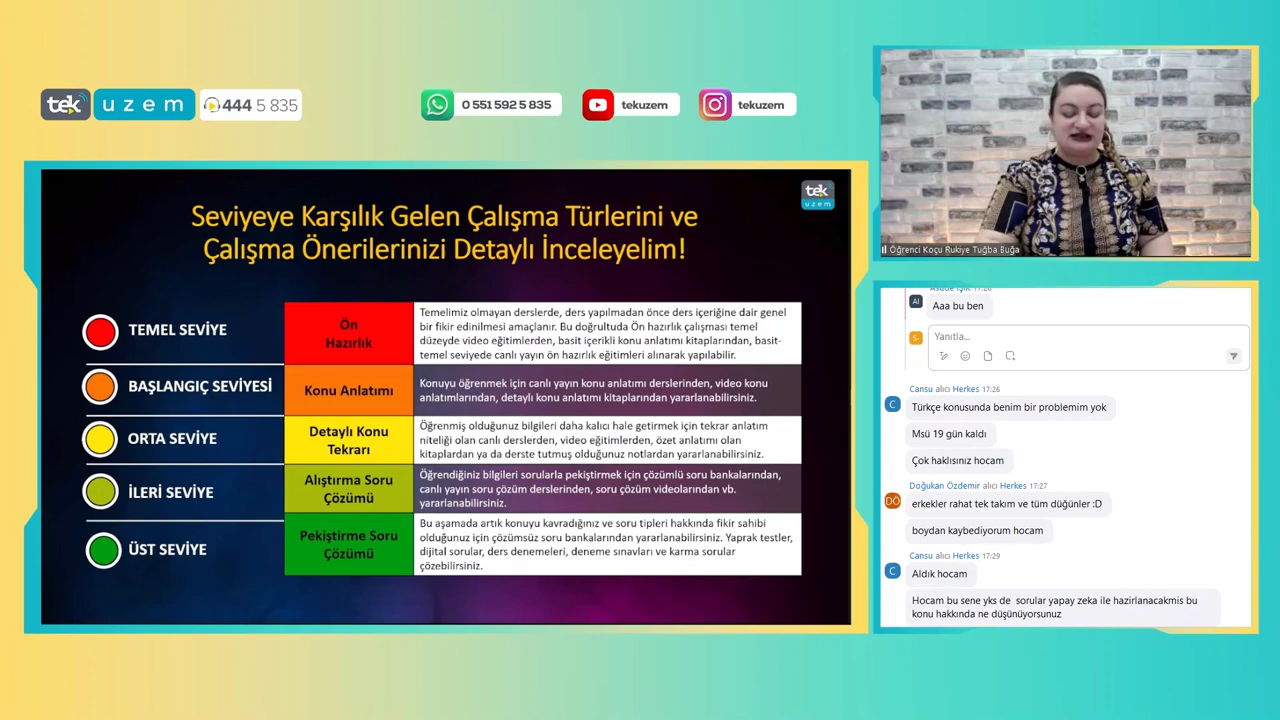 tek
uzem
444 5 835
0 551 592 5 835
tekuzem
tekuzem
tek
uzem
Seviyeye Karşılık Gelen Çalışma Türlerini ve
Çalışma Önerilerinizi Detaylı İnceleyelim!
TEMEL SEVİYE
Ön
Hazırlık
Temelimiz olmayan derslerde, ders yapılmadan önce ders içeriğine dair genel
bir fikir edinilmesi amaçlanır. Bu doğrultuda Ön hazırlık çalışması temel
düzeyde video eğitimlerden, basit içerikli konu anlatımı kitaplarından, basit-
temel seviyede canlı yayın ön hazırlık eğitimleri alınarak yapılabilir.
BAŞLANGIÇ SEVİYESİ
Konu Anlatımı
Konuyu öğrenmek için canlı yayın konu anlatımı derslerinden, video konu
anlatımlarından, detaylı konu anlatımı kitaplarından yararlanabilirsiniz.
ORTA SEVİYE
Detaylı Konu
Tekrarı
Öğrenmiş olduğunuz bilgileri daha kalıcı hale getirmek için tekrar anlatım
niteliği olan canlı derslerden, video eğitimlerden, özet anlatımı olan
kitaplardan ya da derste tutmuş olduğunuz notlardan yararlanabilirsiniz.
İLERİ SEVİYE
Alıştırma Soru
Çözümü
Öğrendiğiniz bilgileri sorularla pekiştirmek için çözümlü soru bankalarından,
canlı yayın soru çözüm derslerinden, soru çözüm videolarından vb.
yararlanabilirsiniz.
ÜST SEVİYE
Pekiştirme Soru
Çözümü
Bu aşamada artık konuyu kavradığınız ve soru tipleri hakkında fikir sahibi
olduğunuz için çözümsüz soru bankalarından yararlanabilirsiniz. Yaprak testler,
dijital sorular, ders denemeleri, deneme sınavları ve karma sorular
çözebilirsiniz.
Öğrenci Koçu Rukiye Tuğba Buğa
AI
Aaa bu ben
S-
Yanıtla...
Cansu alıcı Herkes 17:26
C
Türkçe konusunda benim bir problemim yok
Msü 19 gün kaldı
Çok haklısınız hocam
Doğukan Özdemir alıcı Herkes 17:27
DÖ
erkekler rahat tek takım ve tüm düğünler :D
boydan kaybediyorum hocam
Cansu alıcı Herkes 17:29
C
Aldık hocam
Hocam bu sene yks de sorular yapay zeka ile hazirlanacakmis bu
konu hakkında ne düşünüyorsunuz